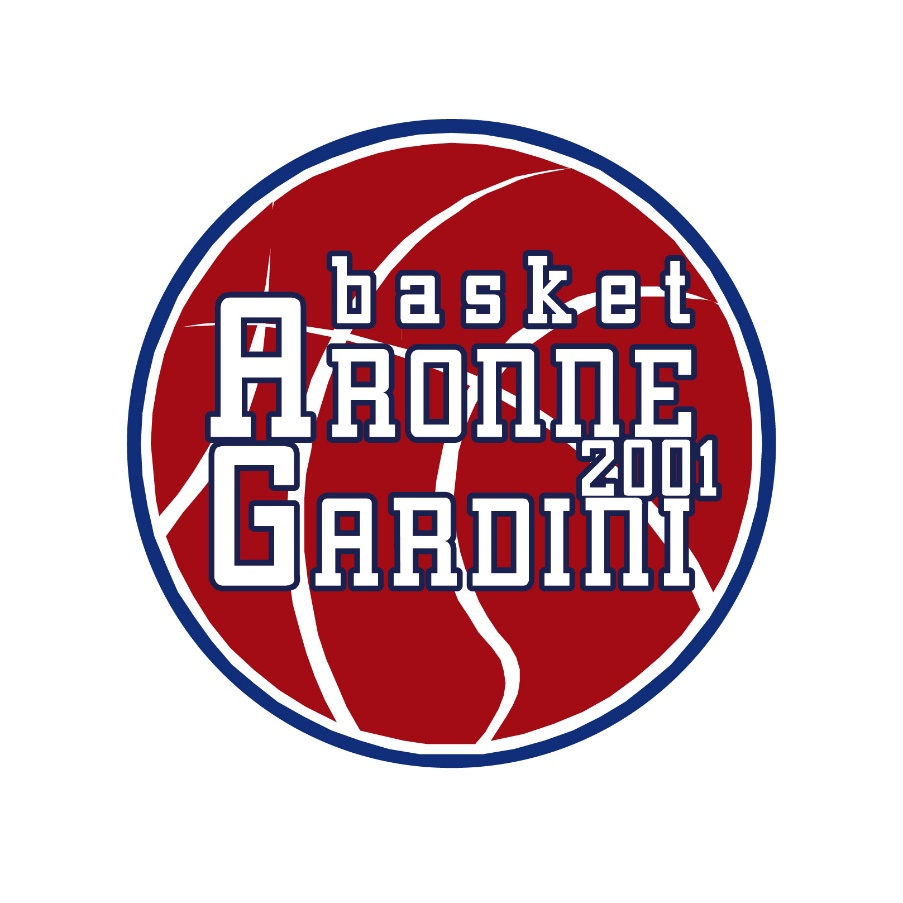 basket
ARONNE
2001
GARDINI